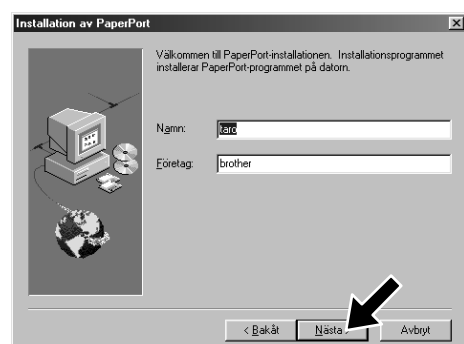 Installation av PaperPort
Välkommen till PaperPort-installationen. Installationsprogrammet
installerar PaperPort-programmet på datorn.
Namn: taro
Företag: brother
< Bakåt Nästa > Avbryt